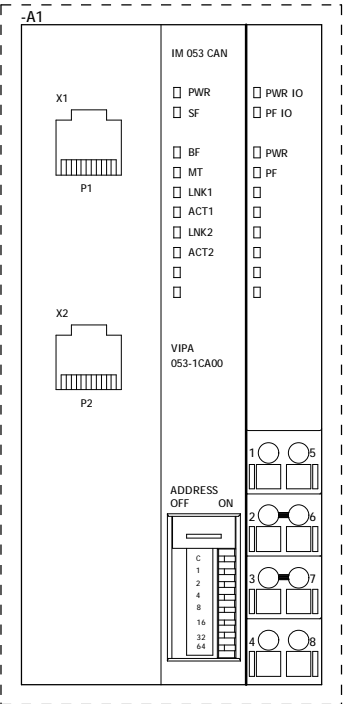 -A1
X1
P1
X2
P2
IM 053 CAN
PWR
SF
BF
MT
LNK1
ACT1
LNK2
ACT2
VIPA
053-1CA00
ADDRESS
OFF ON
C
1
2
4
8
16
32
64
PWR IO
PF IO
PWR
PF
1 5
2 6
3 7
4 8